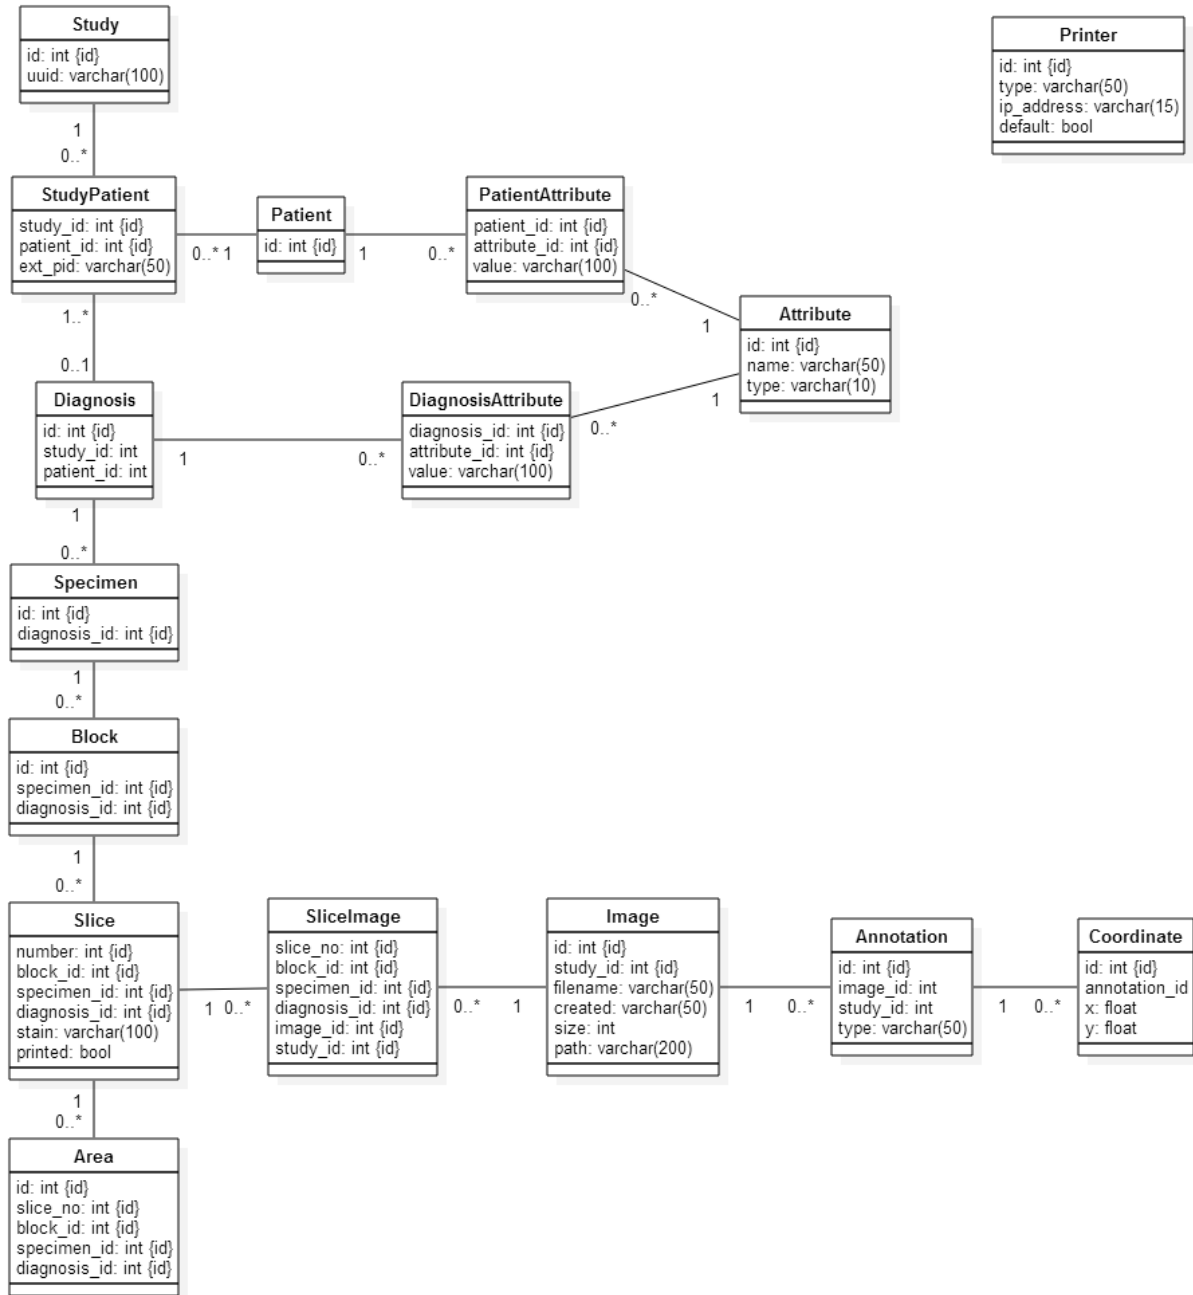 Study
id: int {id}
uuid: varchar(100)
Printer
id: int {id}
type: varchar(50)
ip_address: varchar(15)
default: bool
1
0..*
StudyPatient
study_id: int {id}
patient_id: int {id}
ext_pid: varchar(50)
0..* 1
Patient
id: int {id}
1
0..*
PatientAttribute
patient_id: int {id}
attribute_id: int {id}
value: varchar(100)
0..*
1
Attribute
id: int {id}
name: varchar(50)
type: varchar(10)
1..*
0..1
Diagnosis
id: int {id}
study_id: int
patient_id: int
1
0..*
DiagnosisAttribute
diagnosis_id: int {id}
attribute_id: int {id}
value: varchar(100)
0..*
1
1
0..*
Specimen
id: int {id}
diagnosis_id: int {id}
1
0..*
Block
id: int {id}
specimen_id: int {id}
diagnosis_id: int {id}
1
0..*
Slice
number: int {id}
block_id: int {id}
specimen_id: int {id}
diagnosis_id: int {id}
stain: varchar(100)
printed: bool
1 0..*
SliceImage
slice_no: int {id}
block_id: int {id}
specimen_id: int {id}
diagnosis_id: int {id}
image_id: int {id}
study_id: int {id}
0..*
1
Image
id: int {id}
study_id: int {id}
filename: varchar(50)
created: varchar(50)
size: int
path: varchar(200)
1
0..*
Annotation
id: int {id}
image_id: int
study_id: int
type: varchar(50)
1
0..*
Coordinate
id: int {id}
annotation_id
x: float
y: float
1
0..*
Area
id: int {id}
slice_no: int {id}
block_id: int {id}
specimen_id: int {id}
diagnosis_id: int {id}